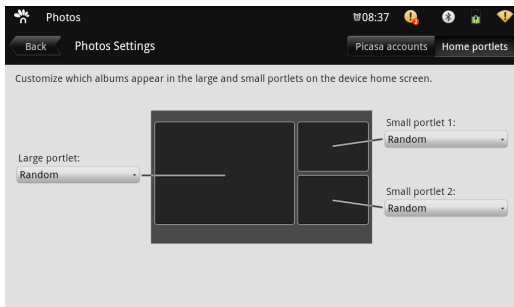 Photos
08:37
2
Back
Photos Settings
Picasa accounts
Home portlets
Customize which albums appear in the large and small portlets on the device home screen.
Small portlet 1:
Random
Large portlet:
Random
Small portlet 2:
Random